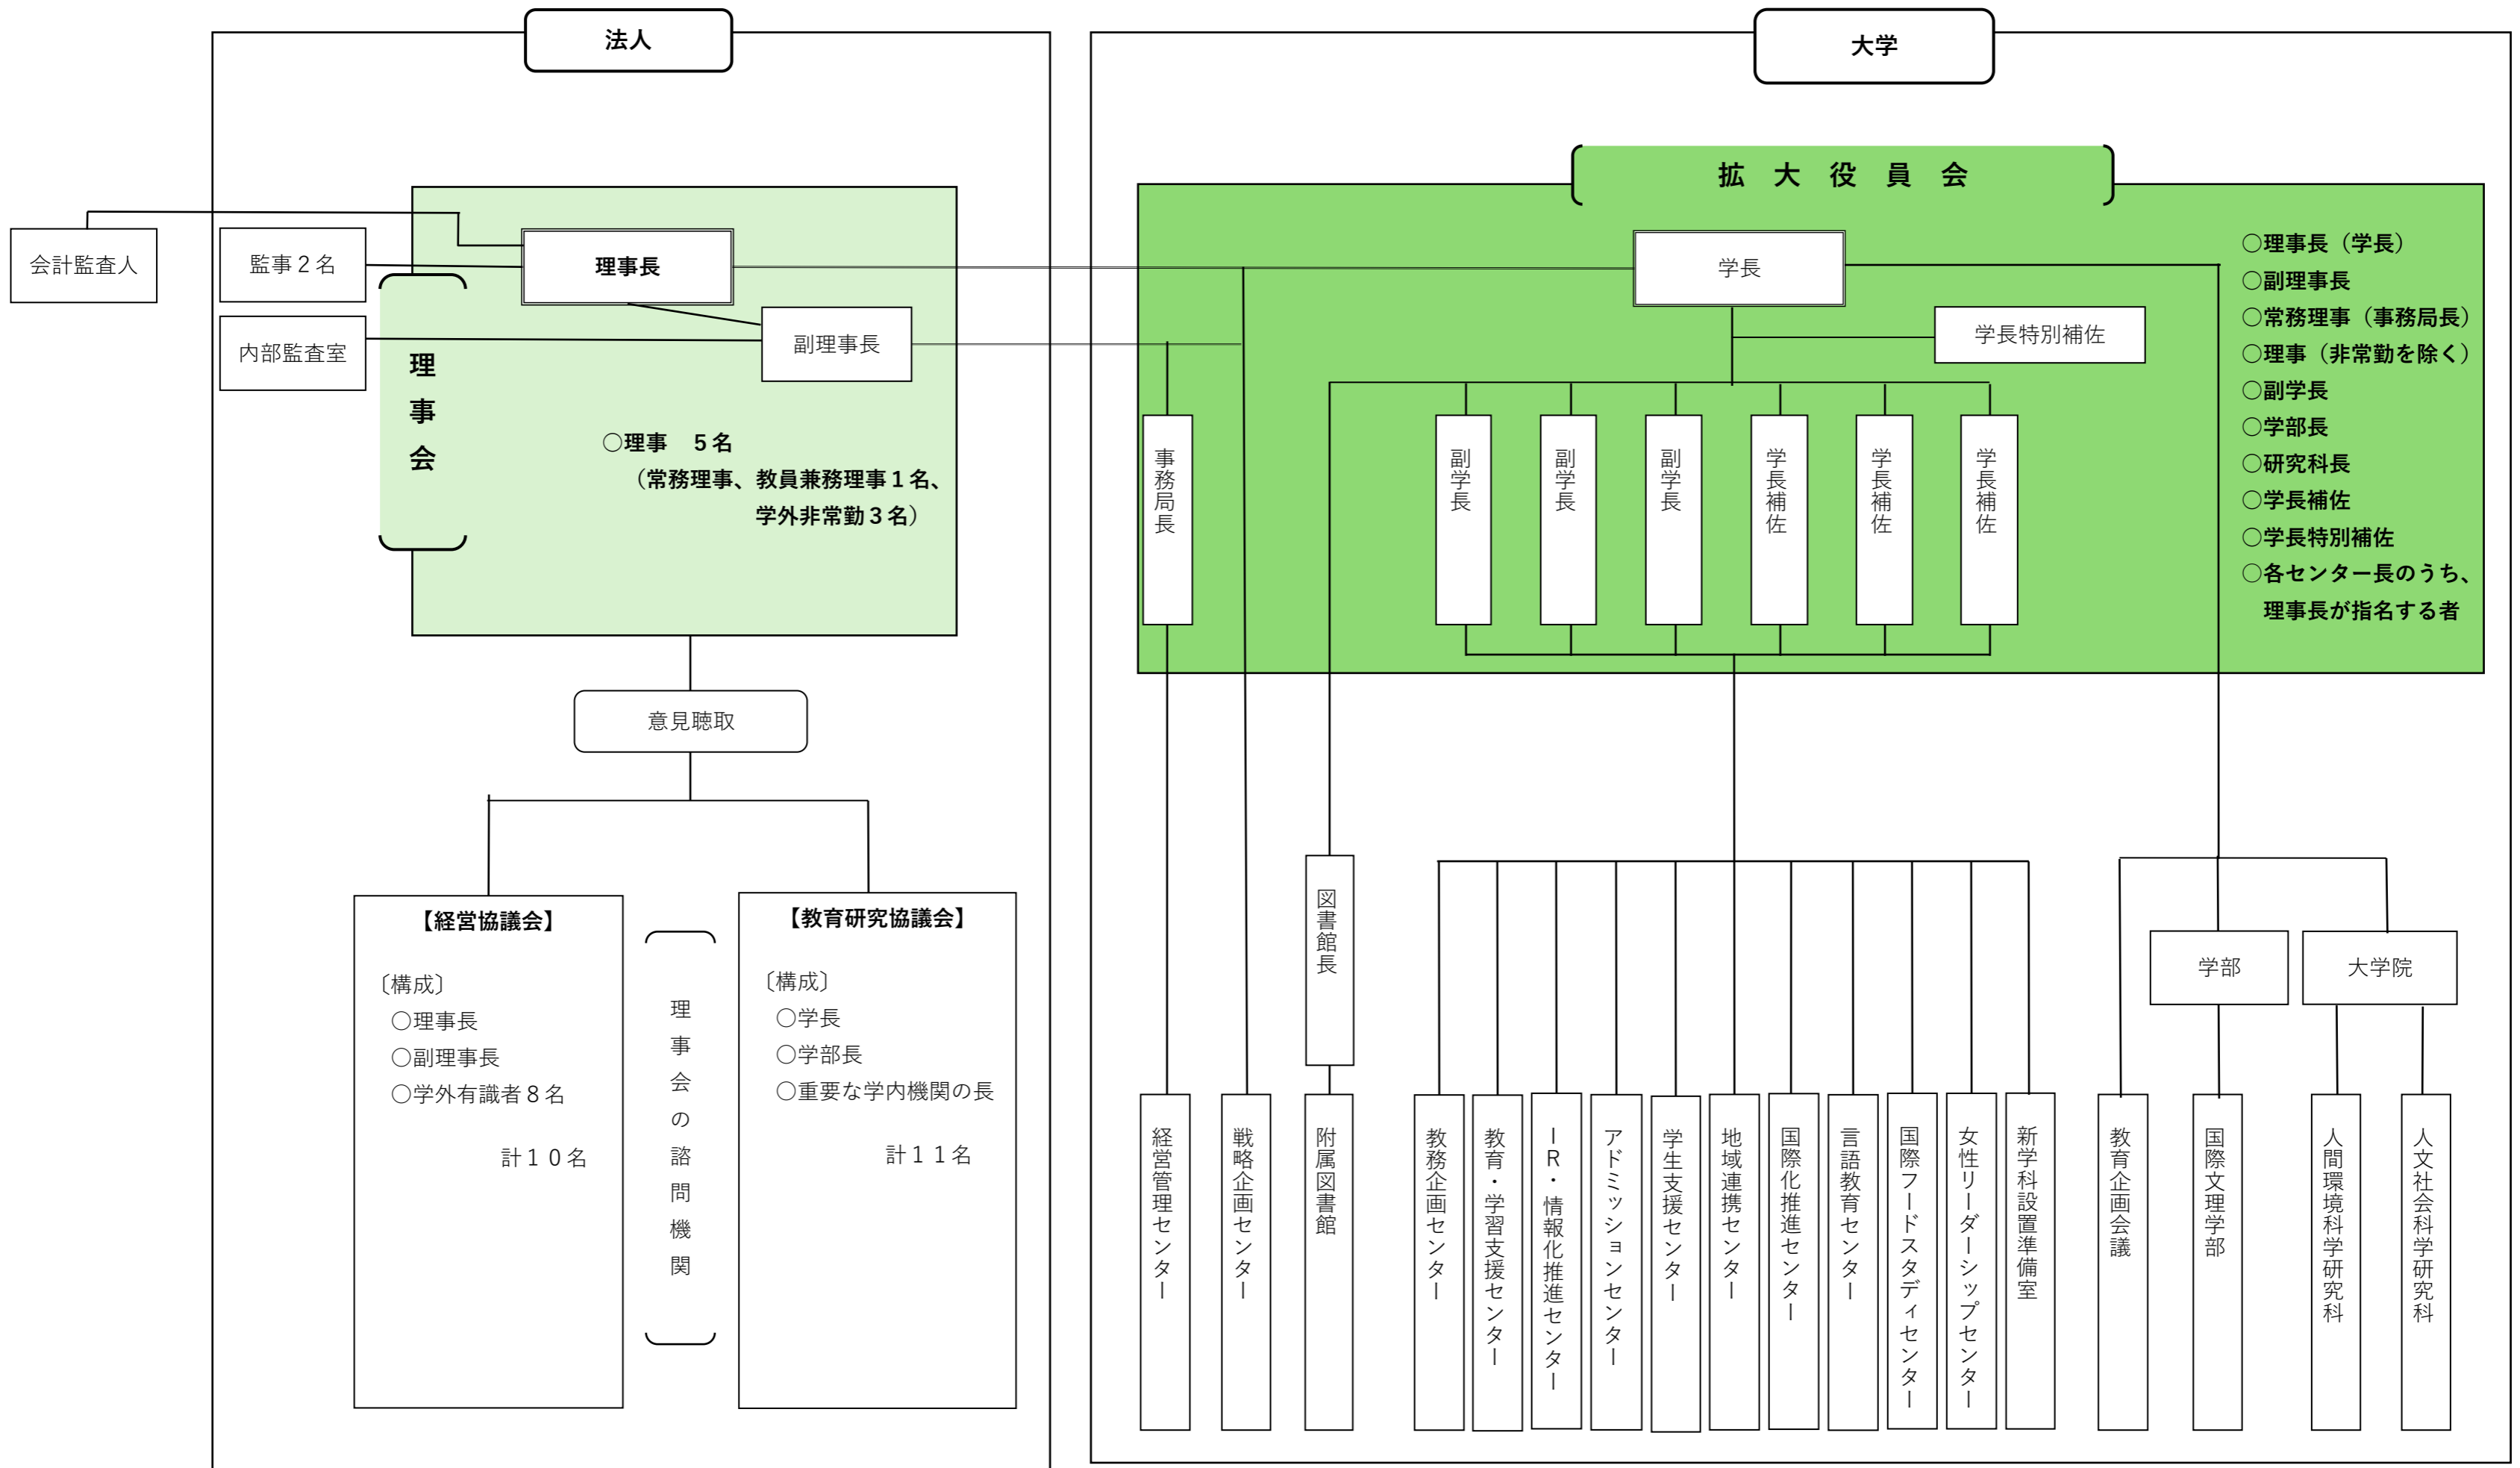 法人
会計監査人
監事２名
内部監査室
理事長
副理事長
理事会
○理事　５名
（常務理事、教員兼務理事１名、
学外非常勤３名）
意見聴取
【経営協議会】
〔構成〕
○理事長
○副理事長
○学外有識者８名
計１０名
理事会の諮問機関
【教育研究協議会】
〔構成〕
○学長
○学部長
○重要な学内機関の長
計１１名
大学
拡　大　役　員　会
学長
学長特別補佐
○理事長（学長）
○副理事長
○常務理事（事務局長）
○理事（非常勤を除く）
○副学長
○学部長
○研究科長
○学長補佐
○学長特別補佐
○各センター長のうち、
理事長が指名する者
事務局長
副学長
副学長
副学長
学長補佐
学長補佐
学長補佐
図書館長
学部
大学院
経営管理センター
戦略企画センター
附属図書館
教務企画センター
教育・学習支援センター
ＩＲ・情報化推進センター
アドミッションセンター
学生支援センター
地域連携センター
国際化推進センター
言語教育センター
国際フードスタディセンター
女性リーダーシップセンター
新学科設置準備室
教育企画会議
国際文理学部
人間環境科学研究科
人文社会科学研究科